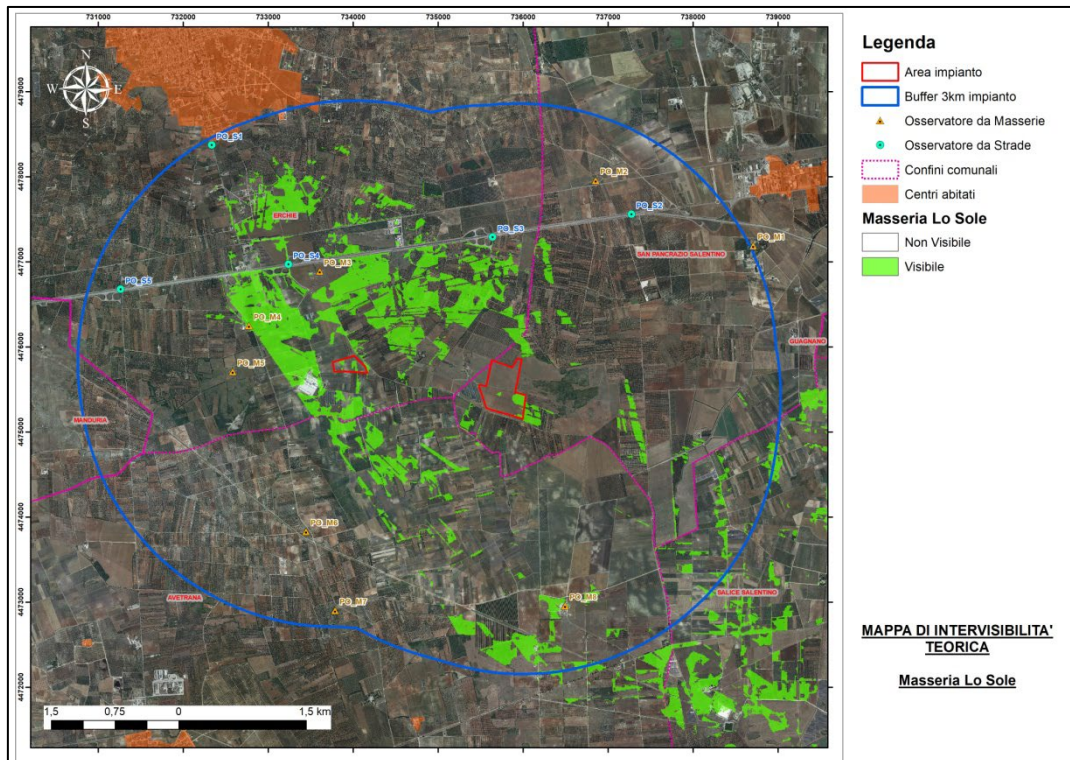 731000 732000 733000 734000 735000 736000 737000 738000 739000
4479000
4478000
4477000
4476000
4475000
4474000
4473000
4472000
N
W E
S
PO_S1
PO_M2
PO_S2
ERCHIE
PO_S3
PO_M1
SAN PANCRAZIO SALENTINO
PO_S4
PO_M3
PO_S5
PO_M4
GUAGNANO
PO_M5
MANDURIA
PO_M6
SALICE SALENTINO
AVETRANA
PO_M7
PO_M8
1,5 0,75 0 1,5 km
Legenda
Area impianto
Buffer 3km impianto
Osservatore da Masserie
Osservatore da Strade
Confini comunali
Centri abitati
Masseria Lo Sole
Non Visibile
Visibile
MAPPA DI INTERVISIBILITA'
TEORICA
Masseria Lo Sole